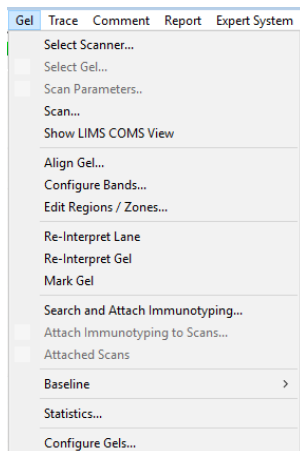 Gel Trace Comment Report Expert System
Select Scanner...
Select Gel...
Scan Parameters..
Scan...
Show LIMS COMS View
Align Gel...
Configure Bands...
Edit Regions / Zones...
Re-Interpret Lane
Re-Interpret Gel
Mark Gel
Search and Attach Immunotyping...
Attach Immunotyping to Scans...
Attached Scans
Baseline >
Statistics...
Configure Gels...